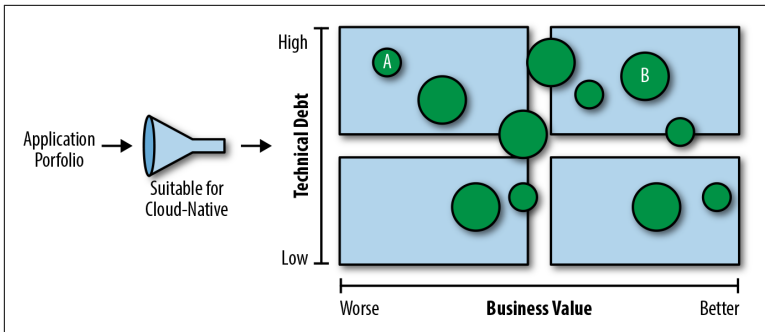 Application
Porfolio
Suitable for
Cloud-Native
High
Technical Debt
Low
A
B
Worse
Business Value
Better